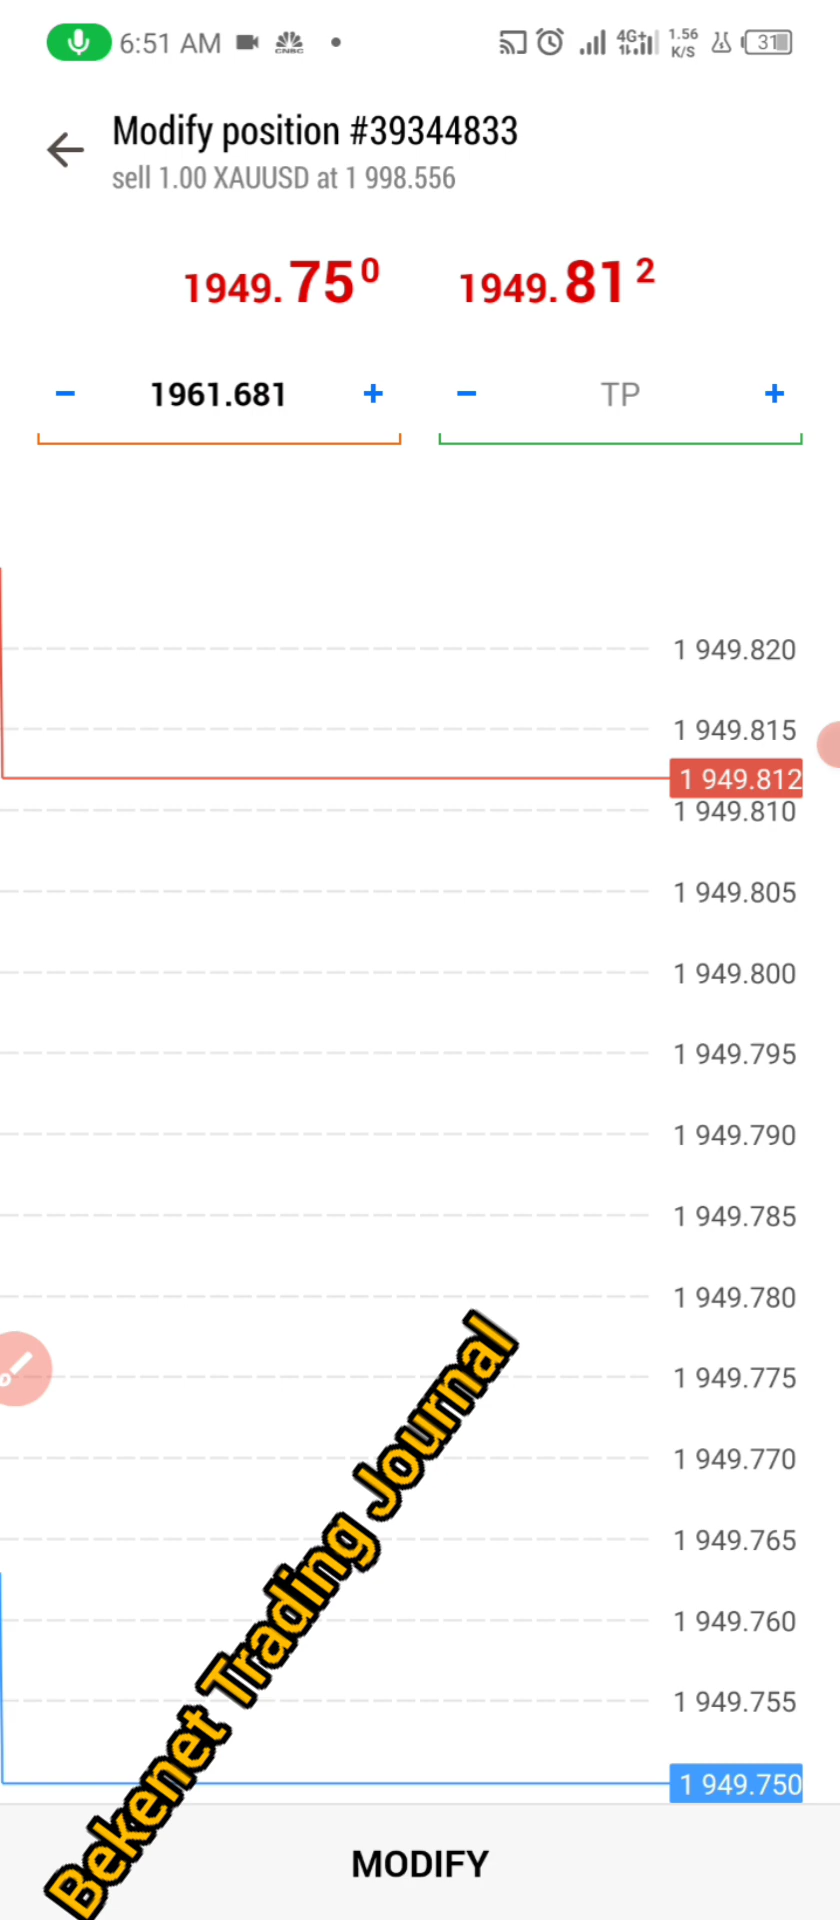 6:51 AM
CNBC
4G+
1.56
K/S
31
Modify position #39344833
sell 1.00 XAUUSD at 1 998.556
1949.750 1949.812
− 1961.681 + − TP +
1 949.820
1 949.815
1 949.812
1 949.810
1 949.805
1 949.800
1 949.795
1 949.790
1 949.785
1 949.780
1 949.775
1 949.770
1 949.765
1 949.760
1 949.755
1 949.750
Bekenet Trading Journal
MODIFY